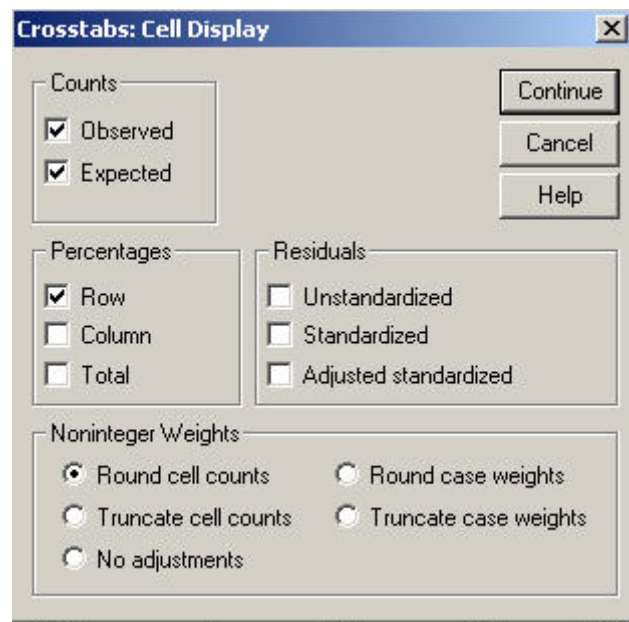 Crosstabs: Cell Display
Counts
Observed
Expected
Continue
Cancel
Help
Percentages
Row
Column
Total
Residuals
Unstandardized
Standardized
Adjusted standardized
Noninteger Weights
Round cell counts
Round case weights
Truncate cell counts
Truncate case weights
No adjustments